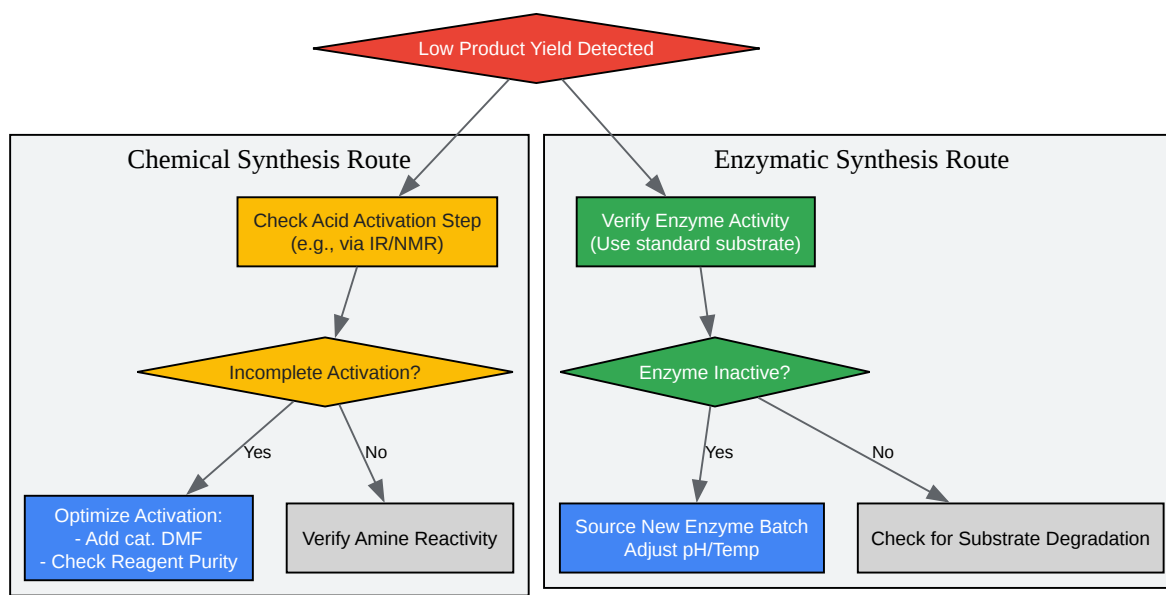 Low Product Yield Detected
Chemical Synthesis Route
Check Acid Activation Step
(e.g., via IR/NMR)
Incomplete Activation?
Yes
No
Optimize Activation:
- Add cat. DMF
- Check Reagent Purity
Verify Amine Reactivity
Enzymatic Synthesis Route
Verify Enzyme Activity
(Use standard substrate)
Enzyme Inactive?
Yes
No
Source New Enzyme Batch
Adjust pH/Temp
Check for Substrate Degradation